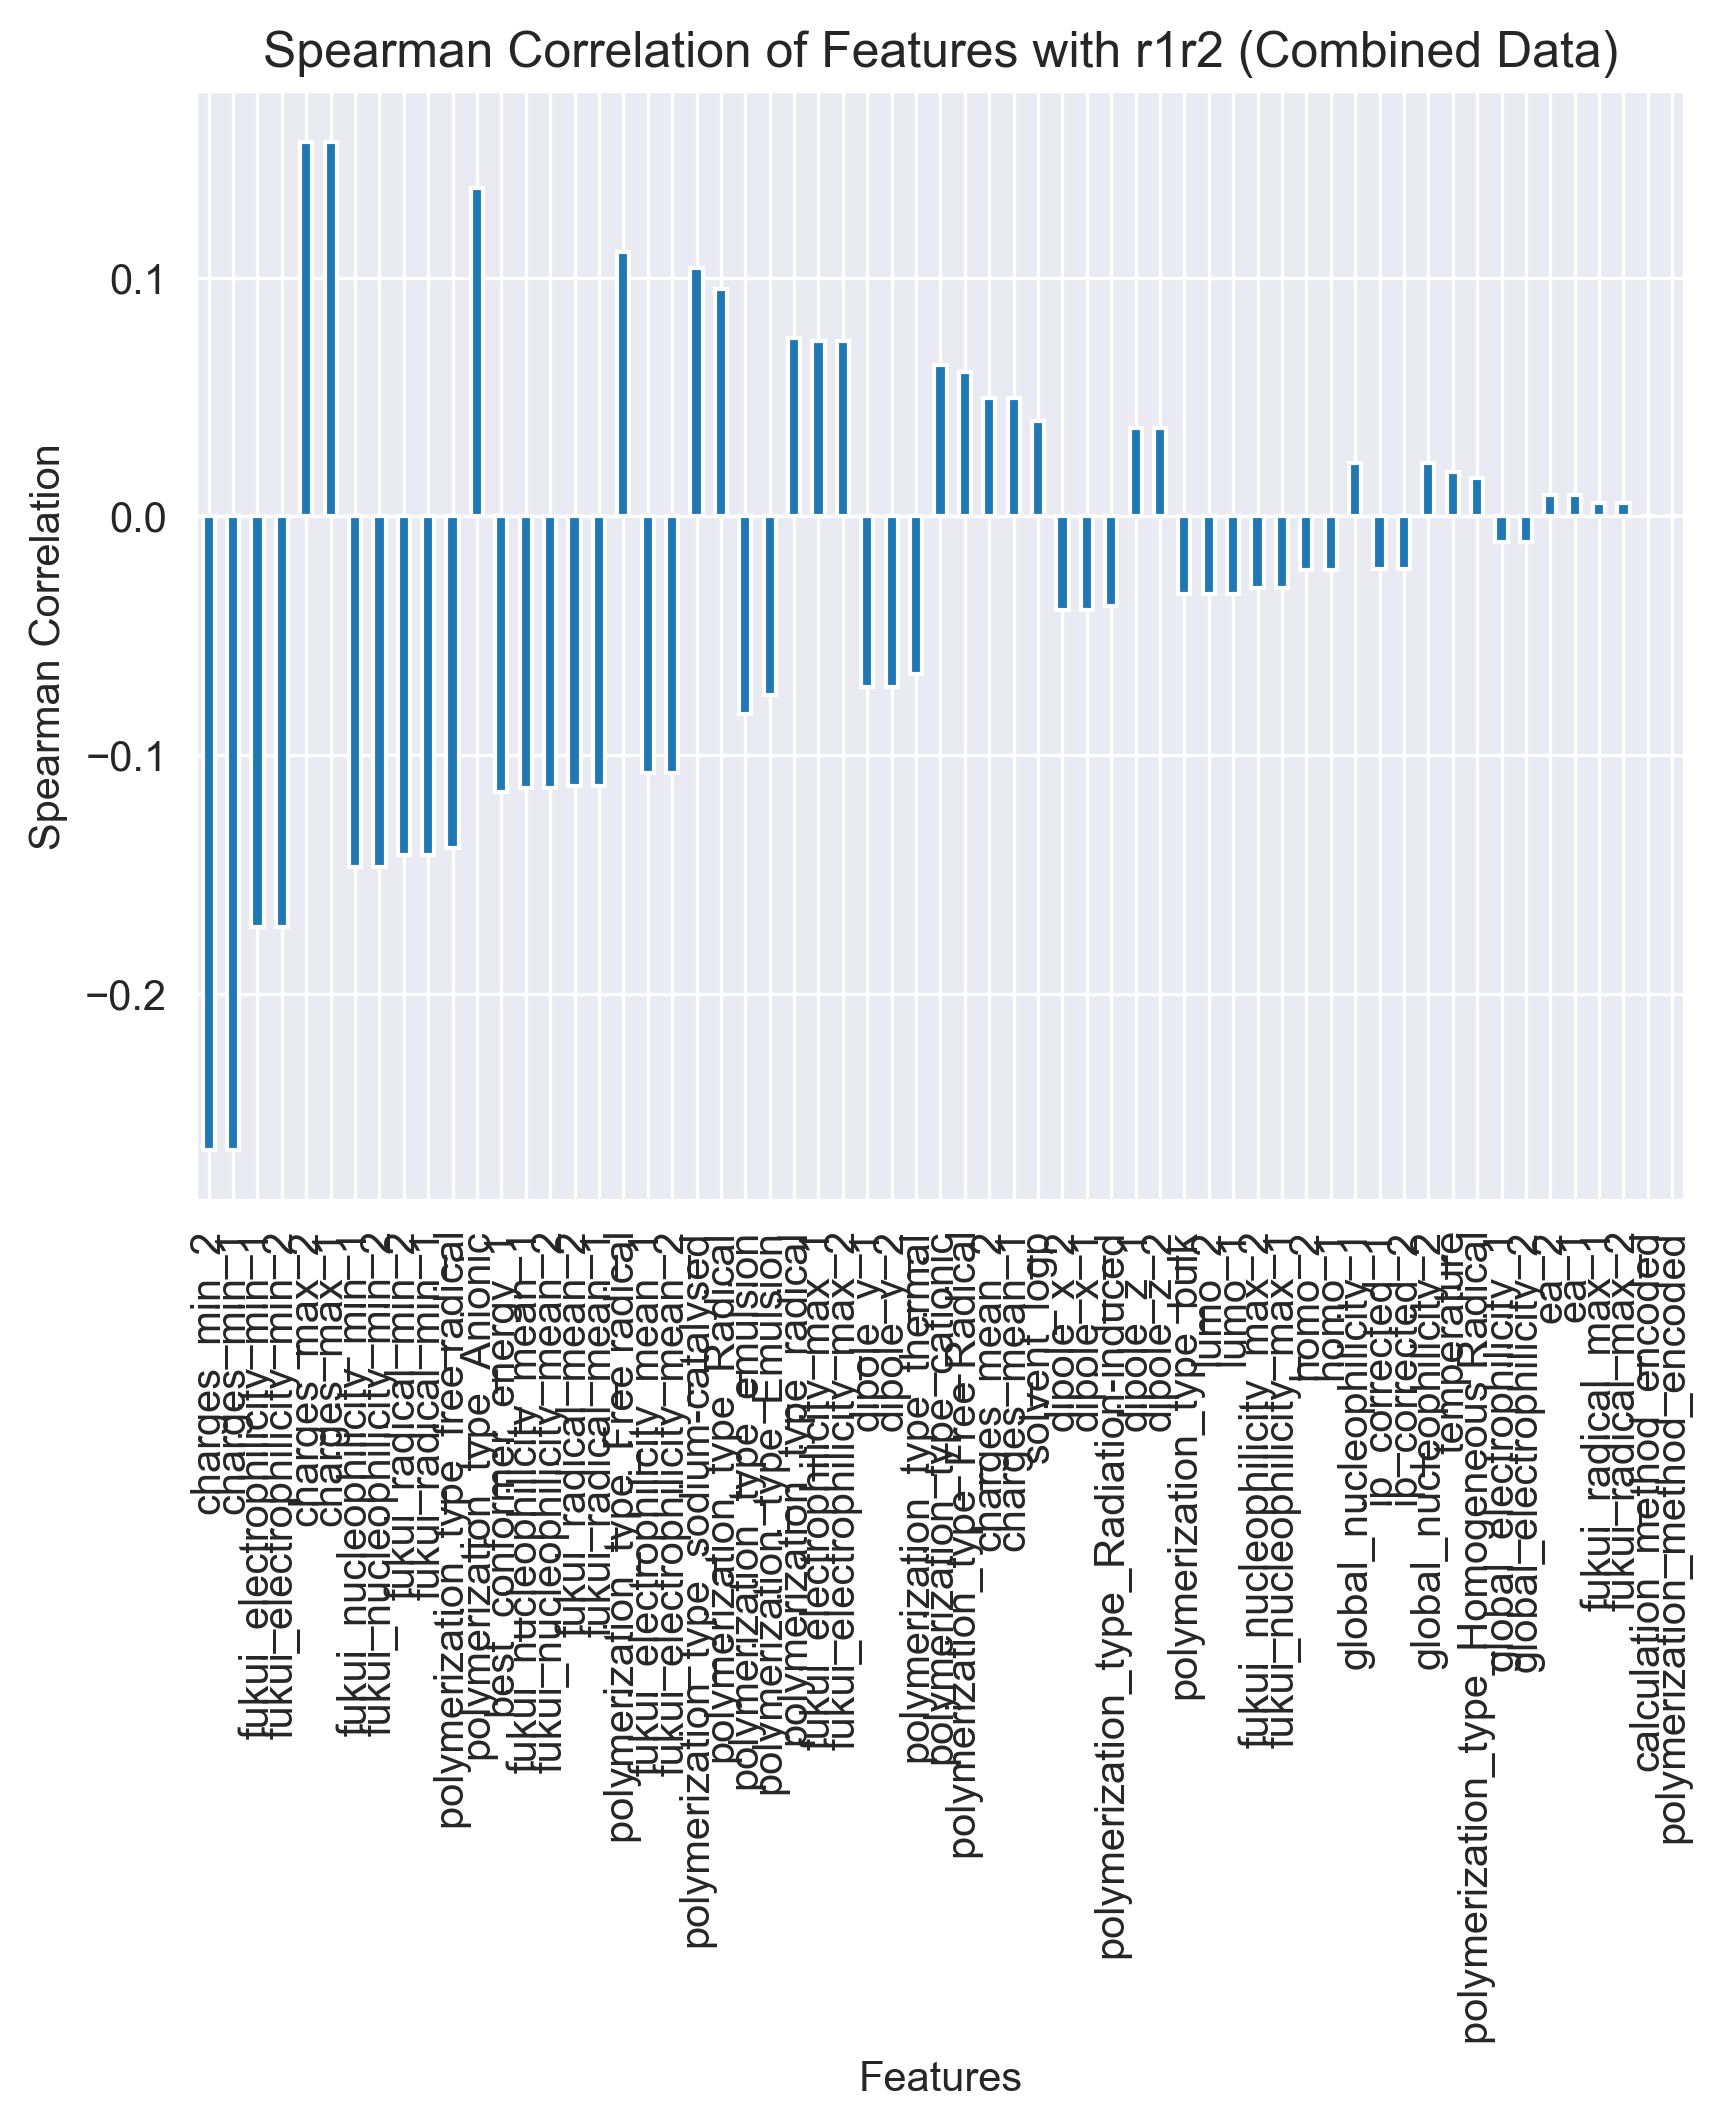 Spearman Correlation of Features with r1r2 (Combined Data)
Spearman Correlation
0.1
0.0
−0.1
−0.2
charges_min_2
charges_min_1
fukui_electrophilicity_min_1
fukui_electrophilicity_min_2
charges_max_2
charges_max_1
fukui_nucleophilicity_min_1
fukui_nucleophilicity_min_2
fukui_radical_min_2
fukui_radical_min_1
polymerization_type_free-radical
polymerization_type_Anionic
best_conformer_energy_1
fukui_nucleophilicity_mean_1
fukui_nucleophilicity_mean_2
fukui_radical_mean_2
fukui_radical_mean_1
polymerization_type_Free radical
fukui_electrophilicity_mean_1
fukui_electrophilicity_mean_2
polymerization_type_sodium-catalysed
polymerization_type_Radical
polymerization_type_emulsion
polymerization_type_Emulsion
polymerization_type_radical
fukui_electrophilicity_max_1
fukui_electrophilicity_max_2
dipole_y_1
dipole_y_2
polymerization_type_thermal
polymerization_type_cationic
polymerization_type_Free-Radical
charges_mean_2
charges_mean_1
solvent_logp
dipole_x_2
dipole_x_1
polymerization_type_Radiation-induced
dipole_z_1
dipole_z_2
polymerization_type_bulk
lumo_2
lumo_1
fukui_nucleophilicity_max_2
fukui_nucleophilicity_max_1
homo_2
homo_1
global_nucleophilicity_1
ip_corrected_1
ip_corrected_2
global_nucleophilicity_2
temperature
polymerization_type_Homogeneous Radical
global_electrophilicity_1
global_electrophilicity_2
ea_2
ea_1
fukui_radical_max_1
fukui_radical_max_2
calculation_method_encoded
polymerization_method_encoded
Features